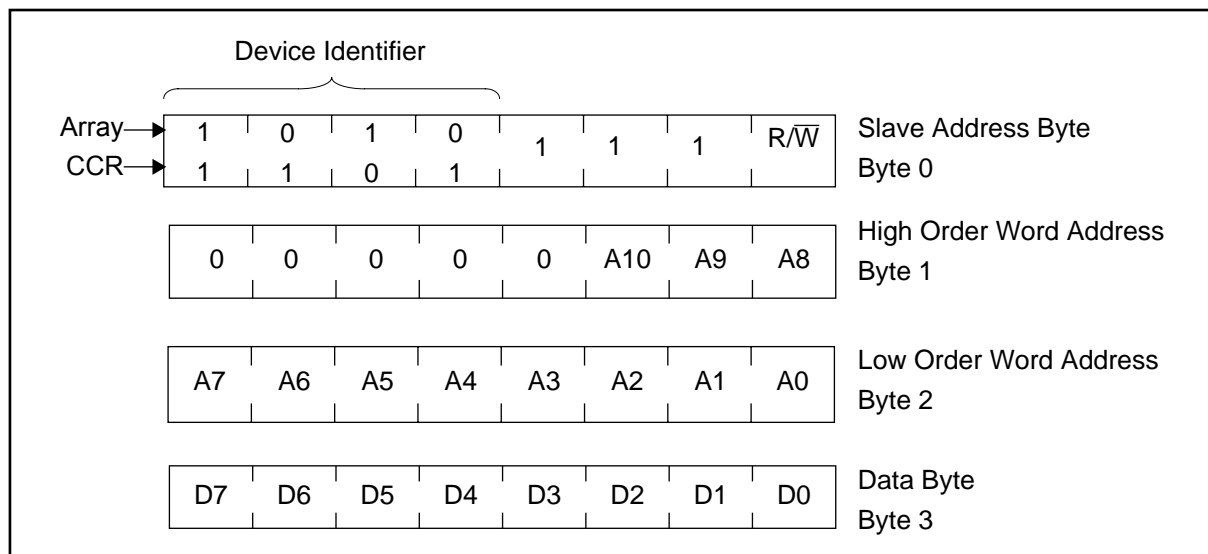 Device Identifier
Array 1 0 1 0 1 1 1 R/W̅ Slave Address Byte
CCR 1 1 0 1 Byte 0
High Order Word Address
0 0 0 0 0 A10 A9 A8 Byte 1
Low Order Word Address
A7 A6 A5 A4 A3 A2 A1 A0 Byte 2
Data Byte
D7 D6 D5 D4 D3 D2 D1 D0 Byte 3